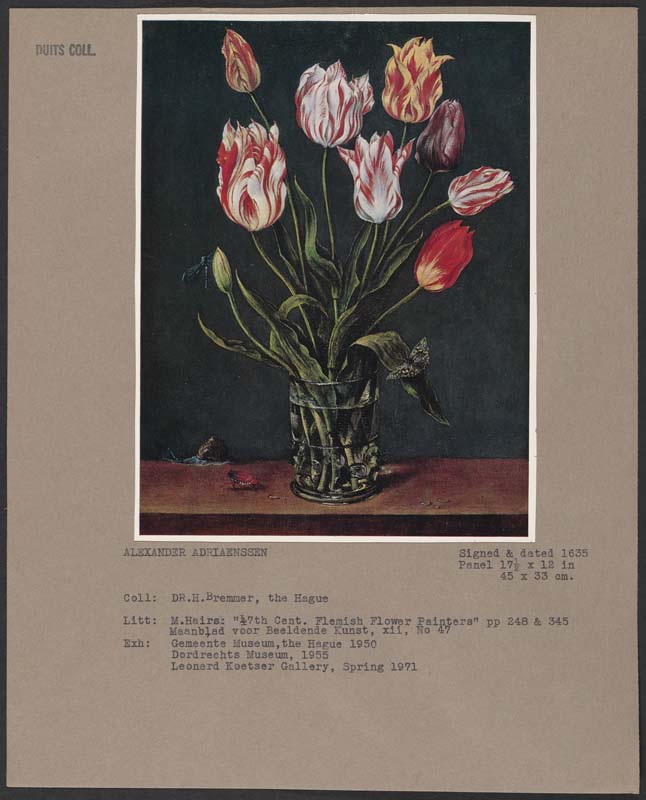 DUITS COLL.
ALEXANDER ADRIAENSSEN
Signed & dated 1635
Panel 17½ x 12 in
45 x 33 cm.
Coll: DR.H.Bremmer, the Hague
Litt: M.Hairs: "17th Cent. Flemish Flower Painters" pp 248 & 345
Maanblad voor Beeldende Kunst, xii, No 47
Exh: Gemeente Museum,the Hague 1950
Dordrechts Museum, 1955
Leonard Koetser Gallery, Spring 1971